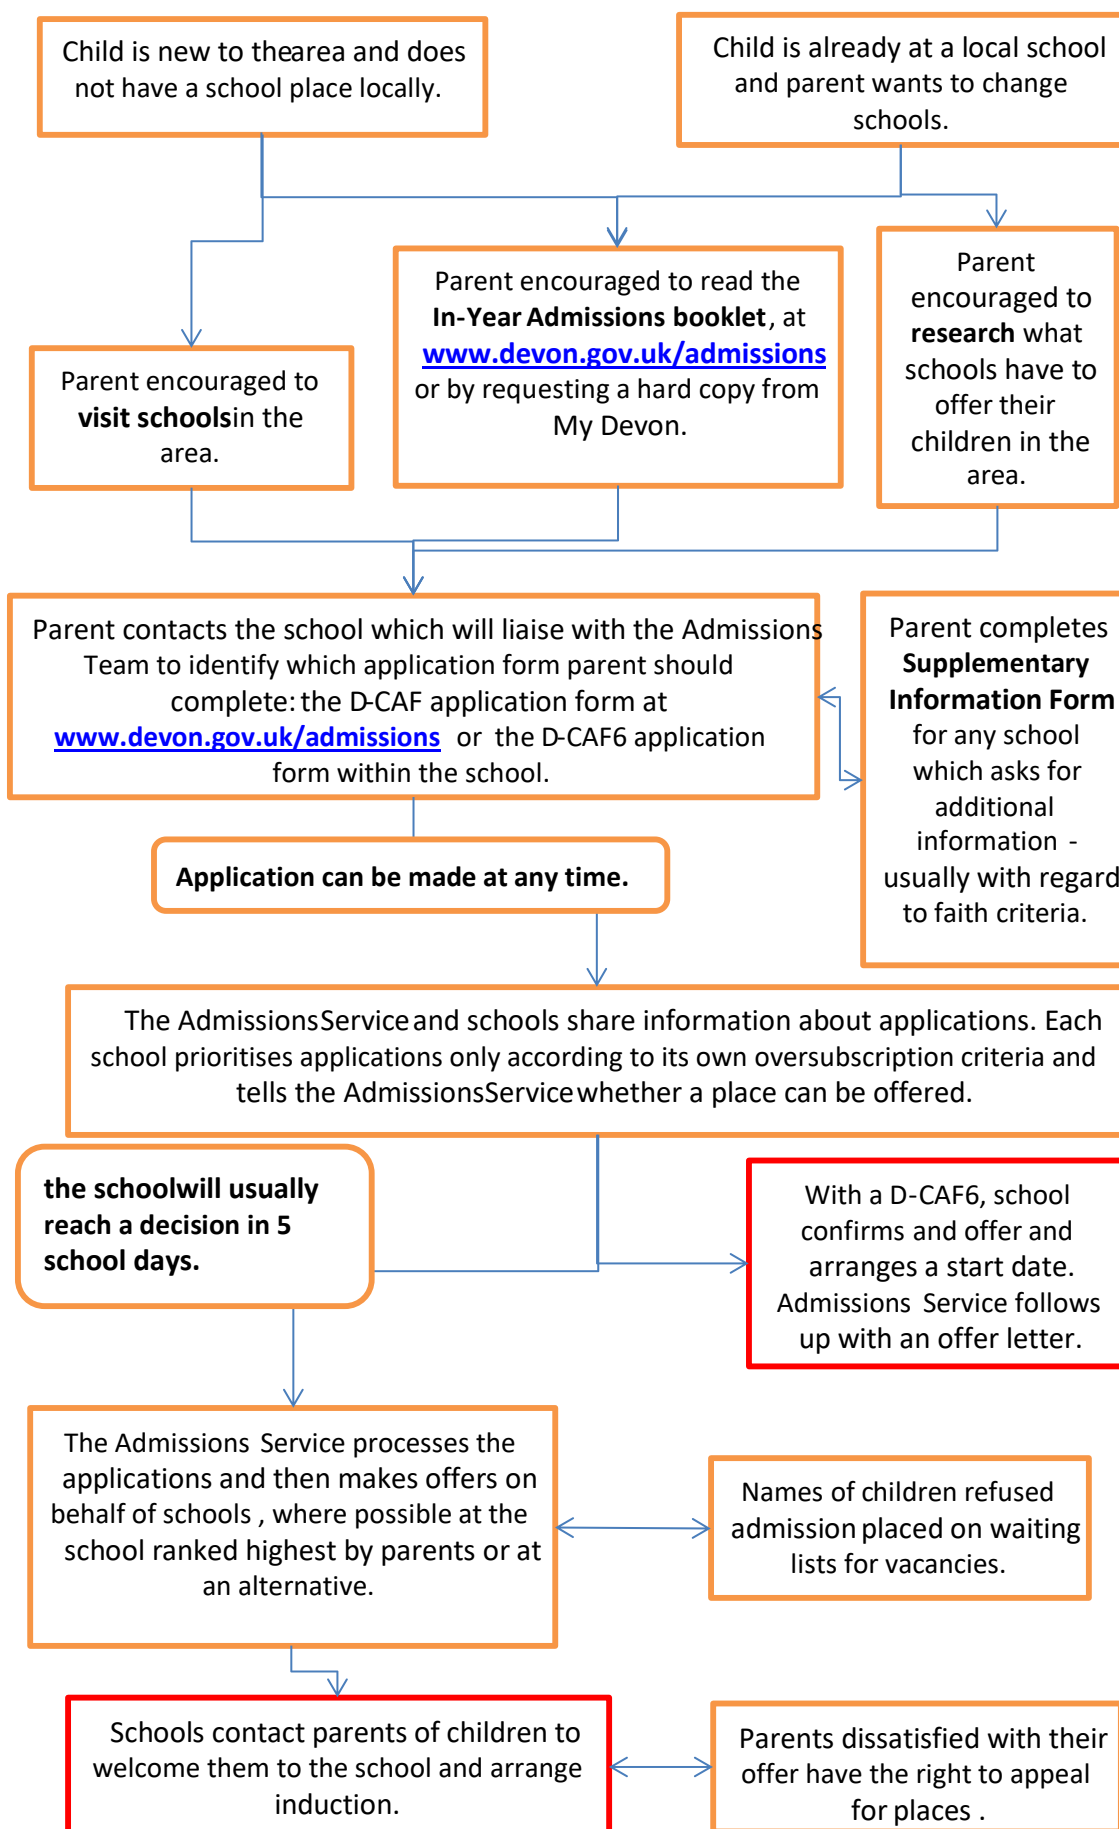 Child is new to thearea and does
not have a school place locally.
Child is already at a local school
and parent wants to change
schools.
Parent encouraged to
visit schoolsin the
area.
Parent encouraged to read the
In-Year Admissions booklet, at
www.devon.gov.uk/admissions
or by requesting a hard copy from
My Devon.
Parent
encouraged to
research what
schools have to
offer their
children in the
area.
Parent contacts the school which will liaise with the Admissions
Team to identify which application form parent should
complete: the D-CAF application form at
www.devon.gov.uk/admissions or the D-CAF6 application
form within the school.
Parent completes
Supplementary
Information Form
for any school
which asks for
additional
information -
usually with regard
to faith criteria.
Application can be made at any time.
The AdmissionsService and schools share information about applications. Each
school prioritises applications only according to its own oversubscription criteria and
tells the AdmissionsService whether a place can be offered.
the schoolwill usually
reach a decision in 5
school days.
With a D-CAF6, school
confirms and offer and
arranges a start date.
Admissions Service follows
up with an offer letter.
The Admissions Service processes the
applications and then makes offers on
behalf of schools , where possible at the
school ranked highest by parents or at
an alternative.
Names of children refused
admission placed on waiting
lists for vacancies.
Schools contact parents of children to
welcome them to the school and arrange
induction.
Parents dissatisfied with their
offer have the right to appeal
for places .